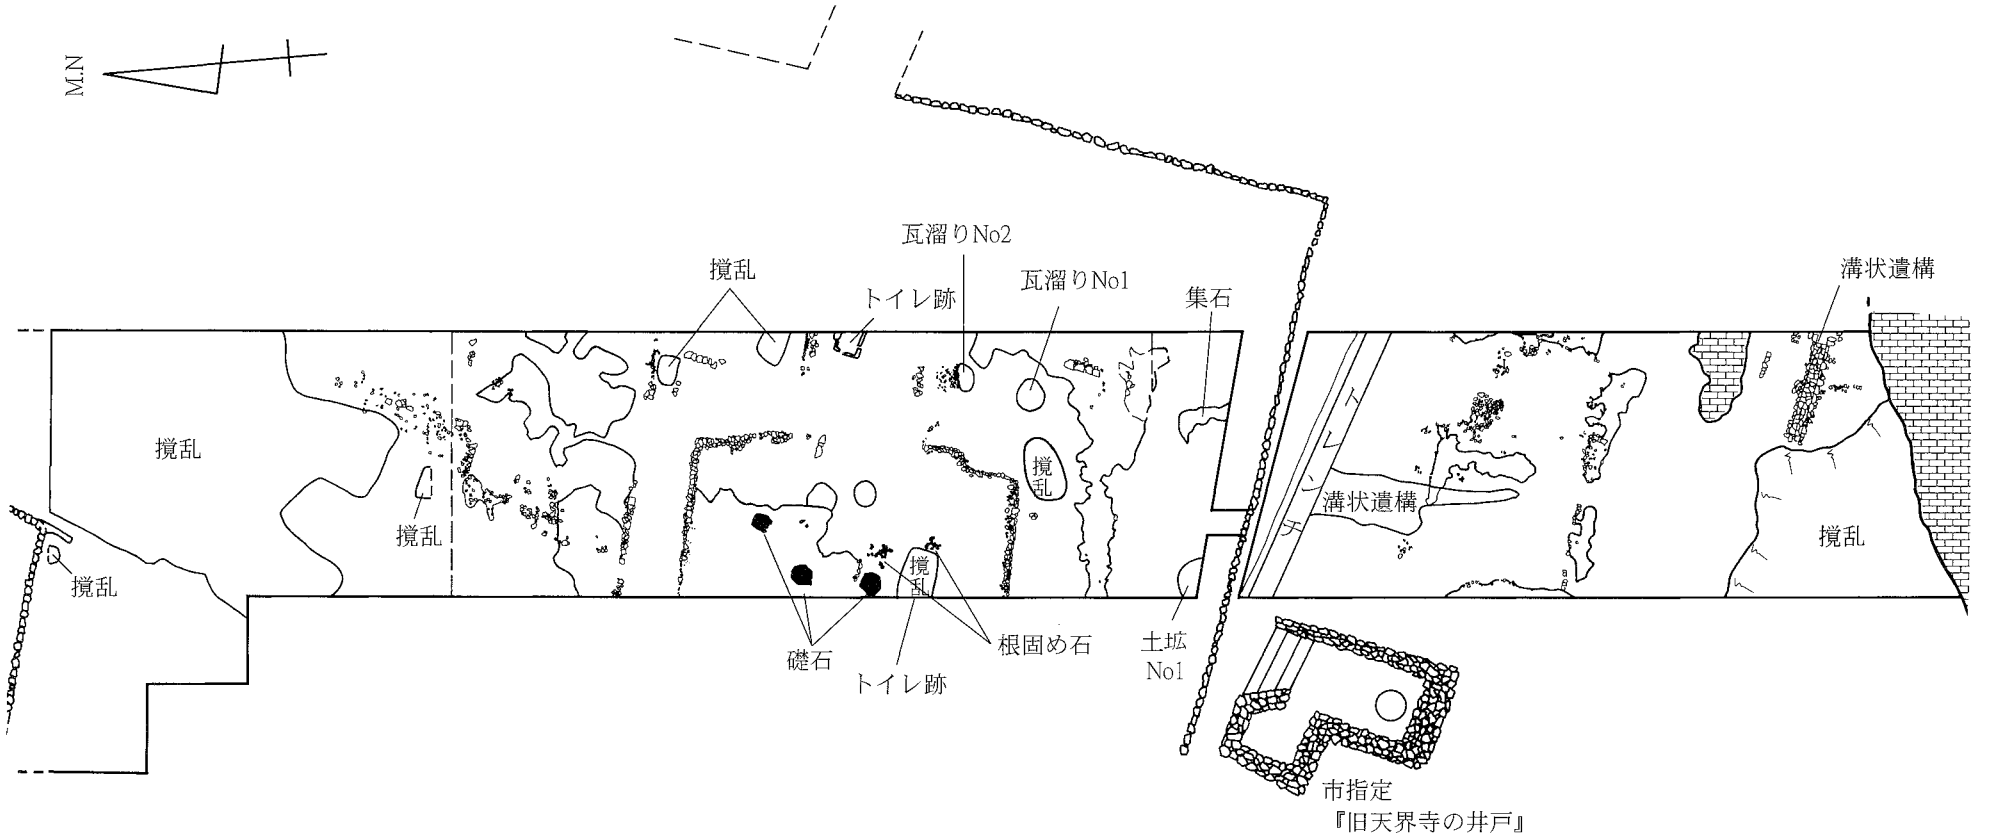 M.N
瓦溜りNo2
撹乱
トイレ跡
瓦溜りNo1
集石
溝状遺構
撹乱
撹乱
撹乱
撹乱
トレンチ
溝状遺構
撹乱
撹乱
礎石
トイレ跡
根固め石
土拡
No1
市指定
『旧天界寺の井戸』